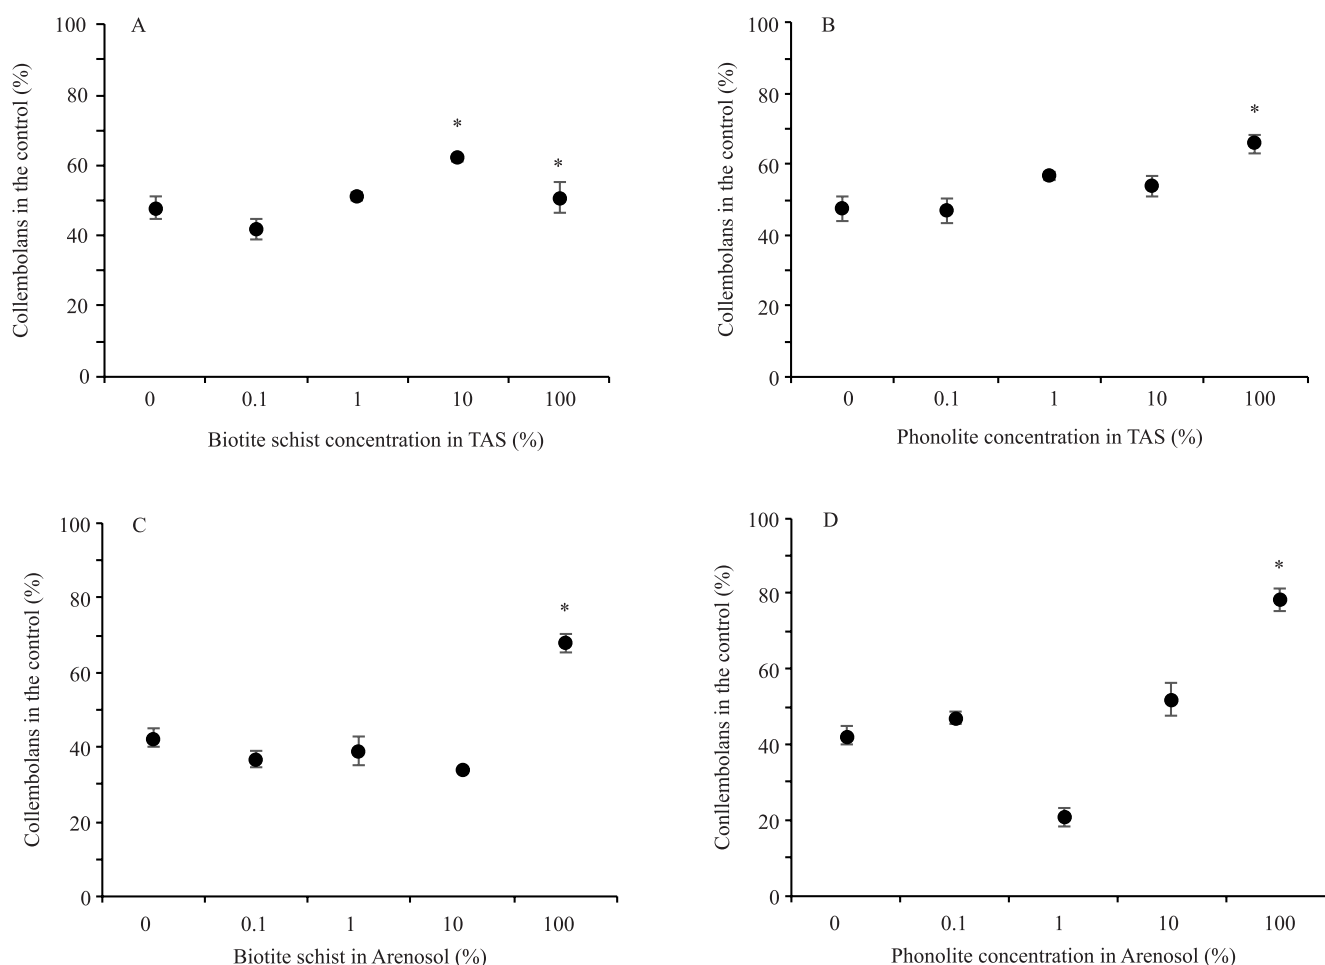 A
Collembolans in the control (%)
100
80
60
40
20
0
*
*
0 0.1 1 10 100
Biotite schist concentration in TAS (%)
B
Collembolans in the control (%)
100
80
60
40
20
0
*
0 0.1 1 10 100
Phonolite concentration in TAS (%)
C
Collembolans in the control (%)
100
80
60
40
20
0
*
0 0.1 1 10 100
Biotite schist in Arenosol (%)
D
Conllembolans in the control (%)
100
80
60
40
20
0
*
0 0.1 1 10 100
Phonolite concentration in Arenosol (%)